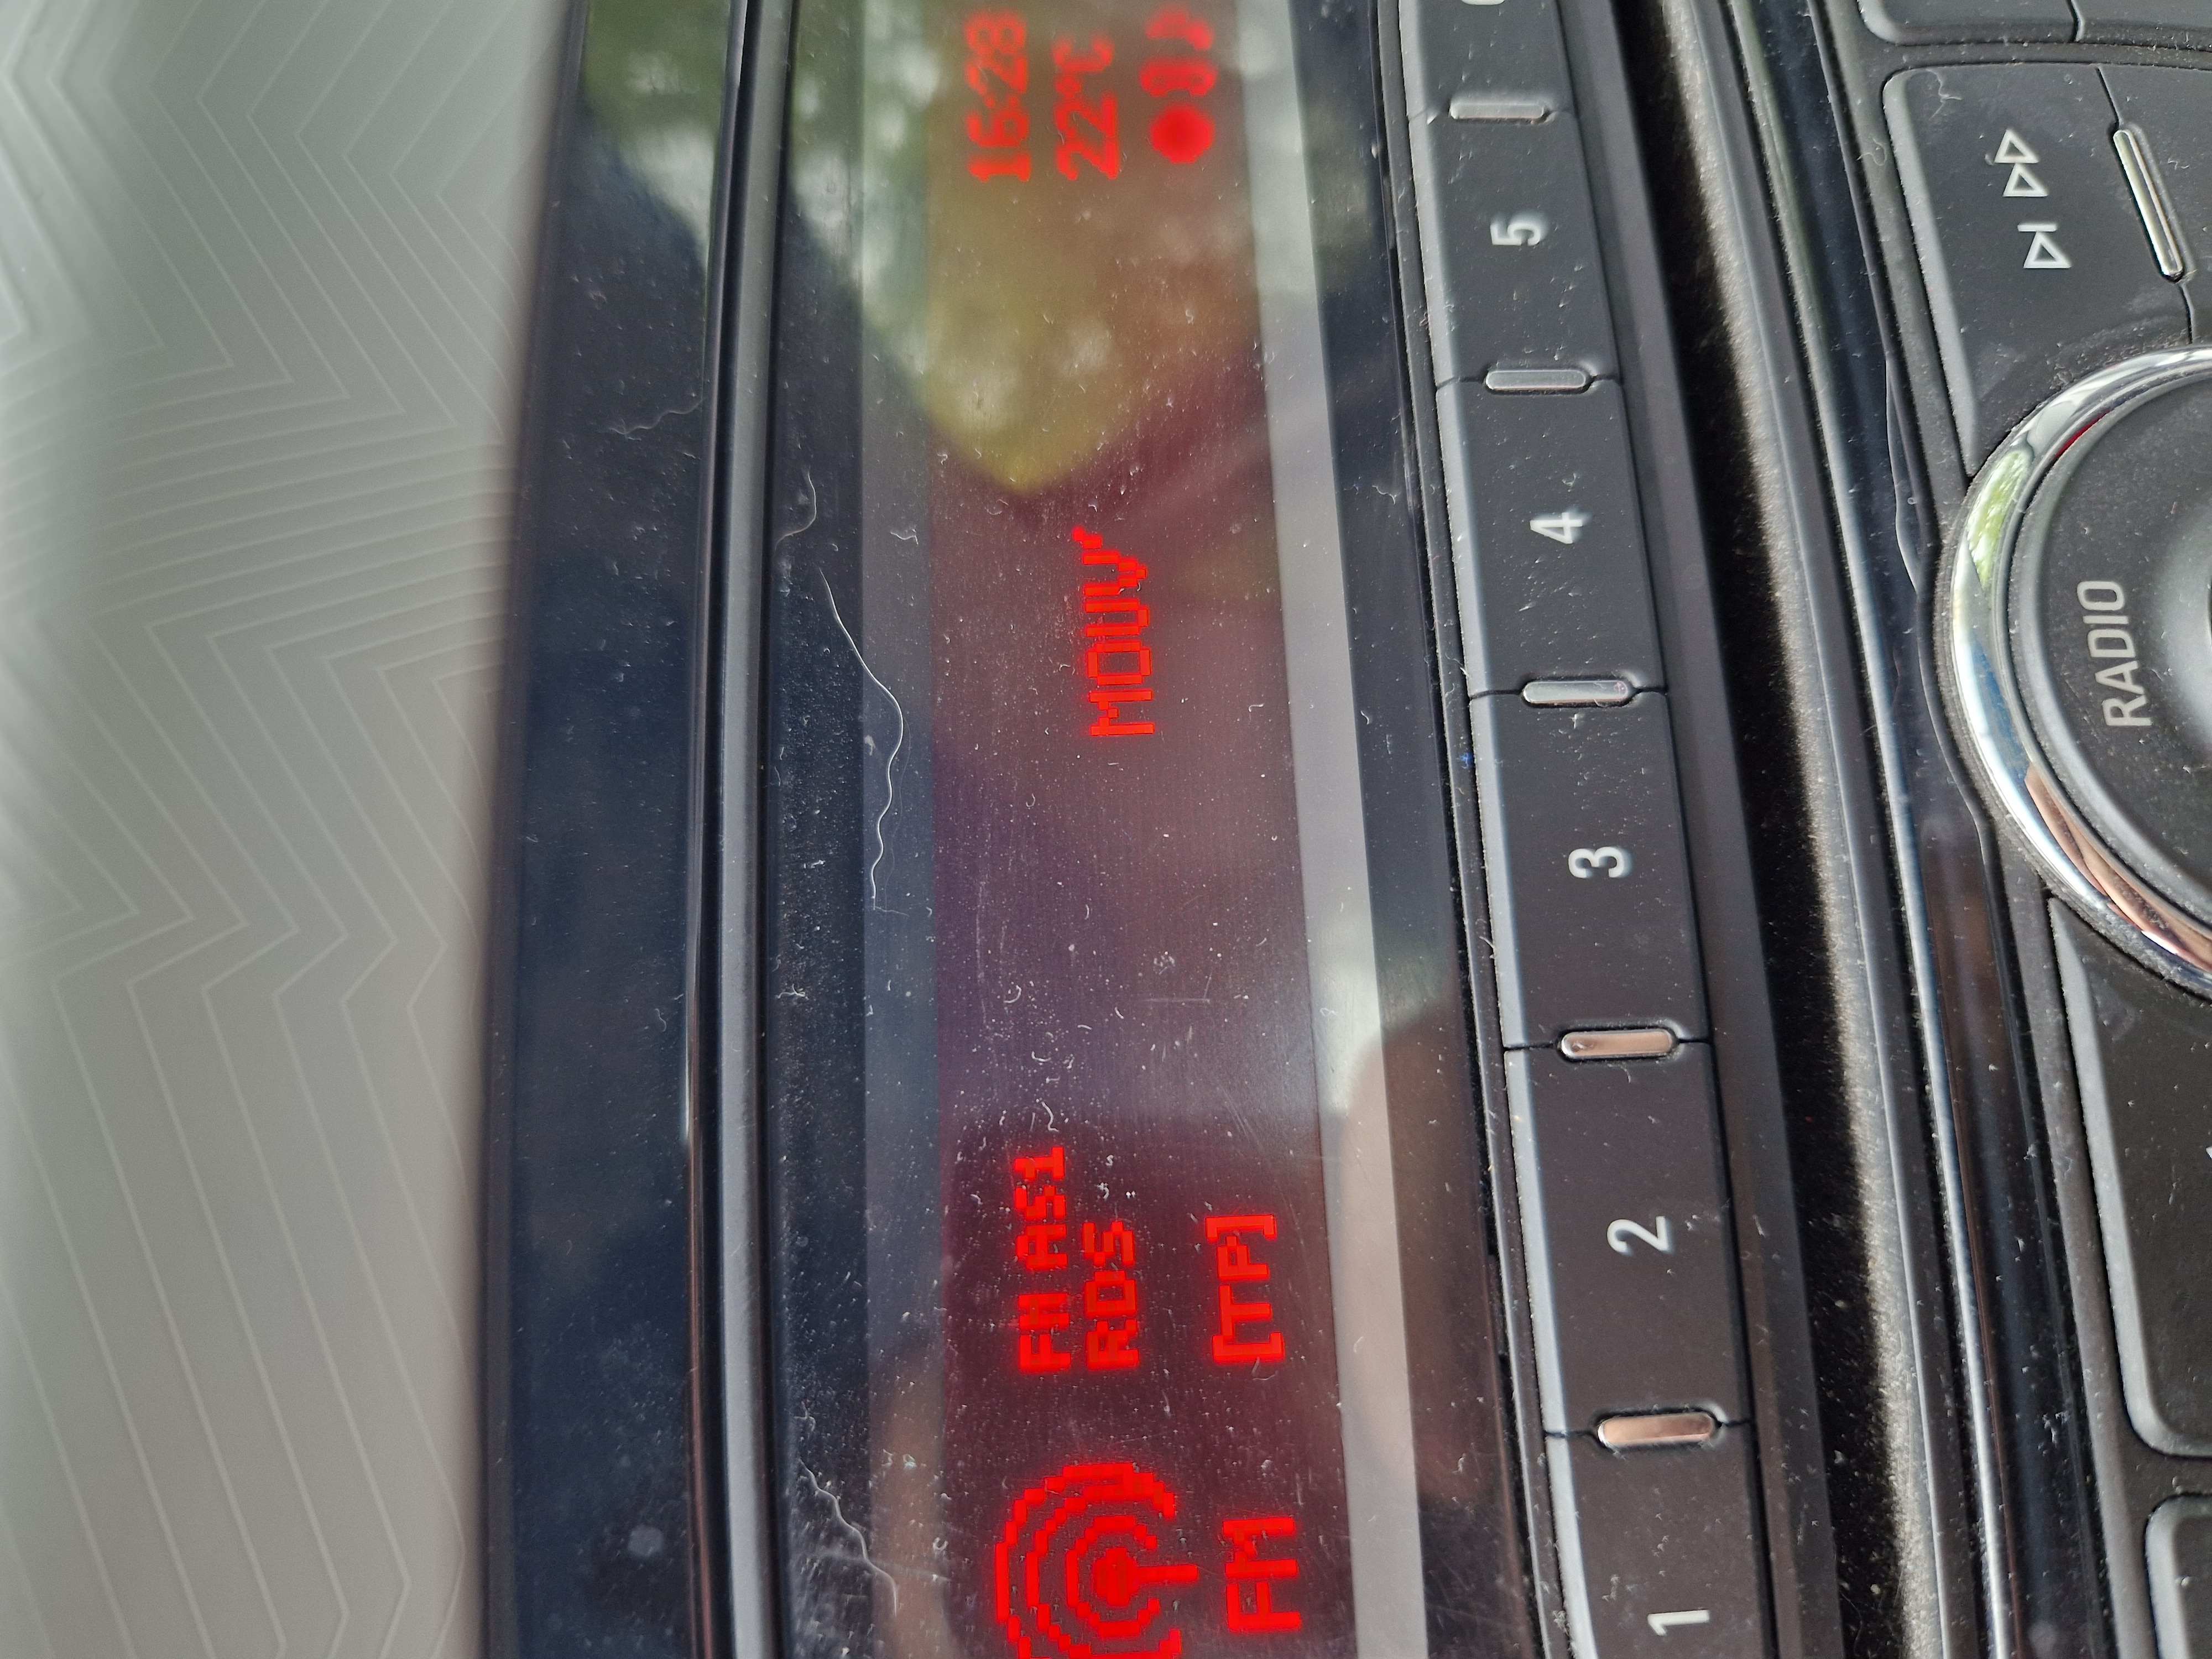 FM AS1
RDS
[TP]
FM
MOUV'
16:28
22°C
1
2
3
4
5
RADIO